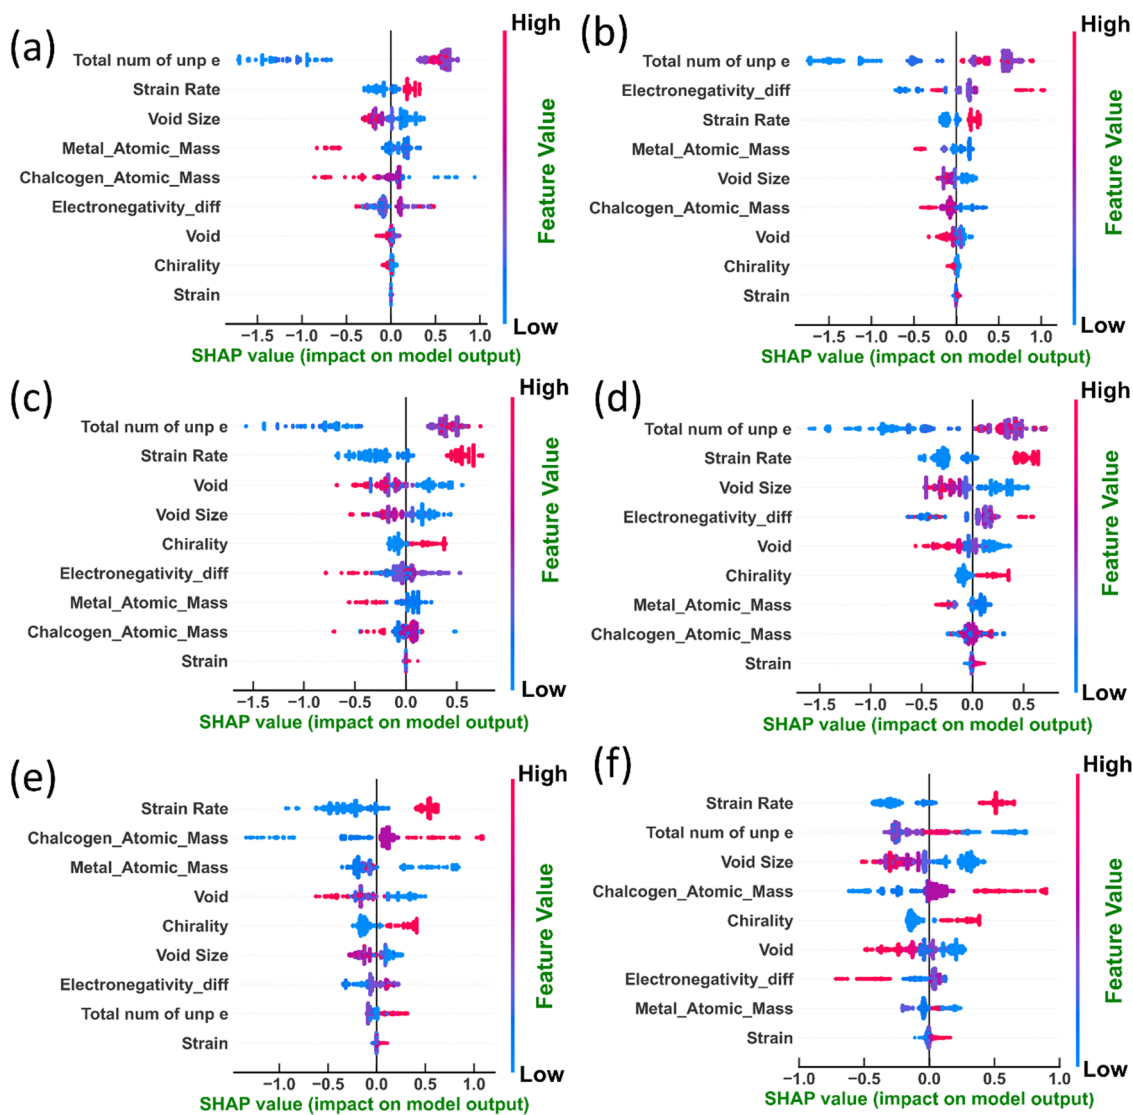 (a)
High
Total num of unp e
Strain Rate
Void Size
Metal_Atomic_Mass
Chalcogen_Atomic_Mass
Electronegativity_diff
Void
Chirality
Strain
Feature Value
Low
−1.5 −1.0 −0.5 0.0 0.5 1.0
SHAP value (impact on model output)
(b)
High
Total num of unp e
Electronegativity_diff
Strain Rate
Metal_Atomic_Mass
Void Size
Chalcogen_Atomic_Mass
Void
Chirality
Strain
Feature Value
Low
−1.5 −1.0 −0.5 0.0 0.5 1.0
SHAP value (impact on model output)
(c)
High
Total num of unp e
Strain Rate
Void
Void Size
Chirality
Electronegativity_diff
Metal_Atomic_Mass
Chalcogen_Atomic_Mass
Strain
Feature Value
Low
−1.5 −1.0 −0.5 0.0 0.5
SHAP value (impact on model output)
(d)
High
Total num of unp e
Strain Rate
Void Size
Electronegativity_diff
Void
Chirality
Metal_Atomic_Mass
Chalcogen_Atomic_Mass
Strain
Feature Value
Low
−1.5 −1.0 −0.5 0.0 0.5
SHAP value (impact on model output)
(e)
High
Strain Rate
Chalcogen_Atomic_Mass
Metal_Atomic_Mass
Void
Chirality
Void Size
Electronegativity_diff
Total num of unp e
Strain
Feature Value
Low
−1.0 −0.5 0.0 0.5 1.0
SHAP value (impact on model output)
(f)
High
Strain Rate
Total num of unp e
Void Size
Chalcogen_Atomic_Mass
Chirality
Void
Electronegativity_diff
Metal_Atomic_Mass
Strain
Feature Value
Low
−1.0 −0.5 0.0 0.5 1.0
SHAP value (impact on model output)